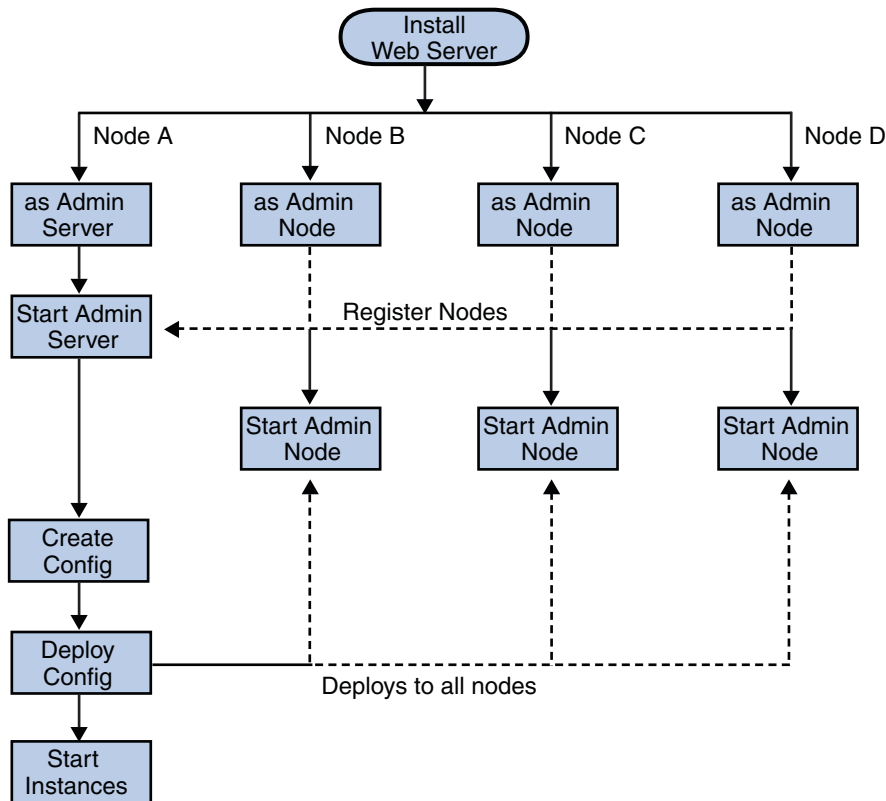 Install
Web Server
Node A
Node B
Node C
Node D
as Admin
Server
as Admin
Node
as Admin
Node
as Admin
Node
Start Admin
Server
Register Nodes
Start Admin
Node
Start Admin
Node
Start Admin
Node
Create
Config
Deploy
Config
Deploys to all nodes
Start
Instances